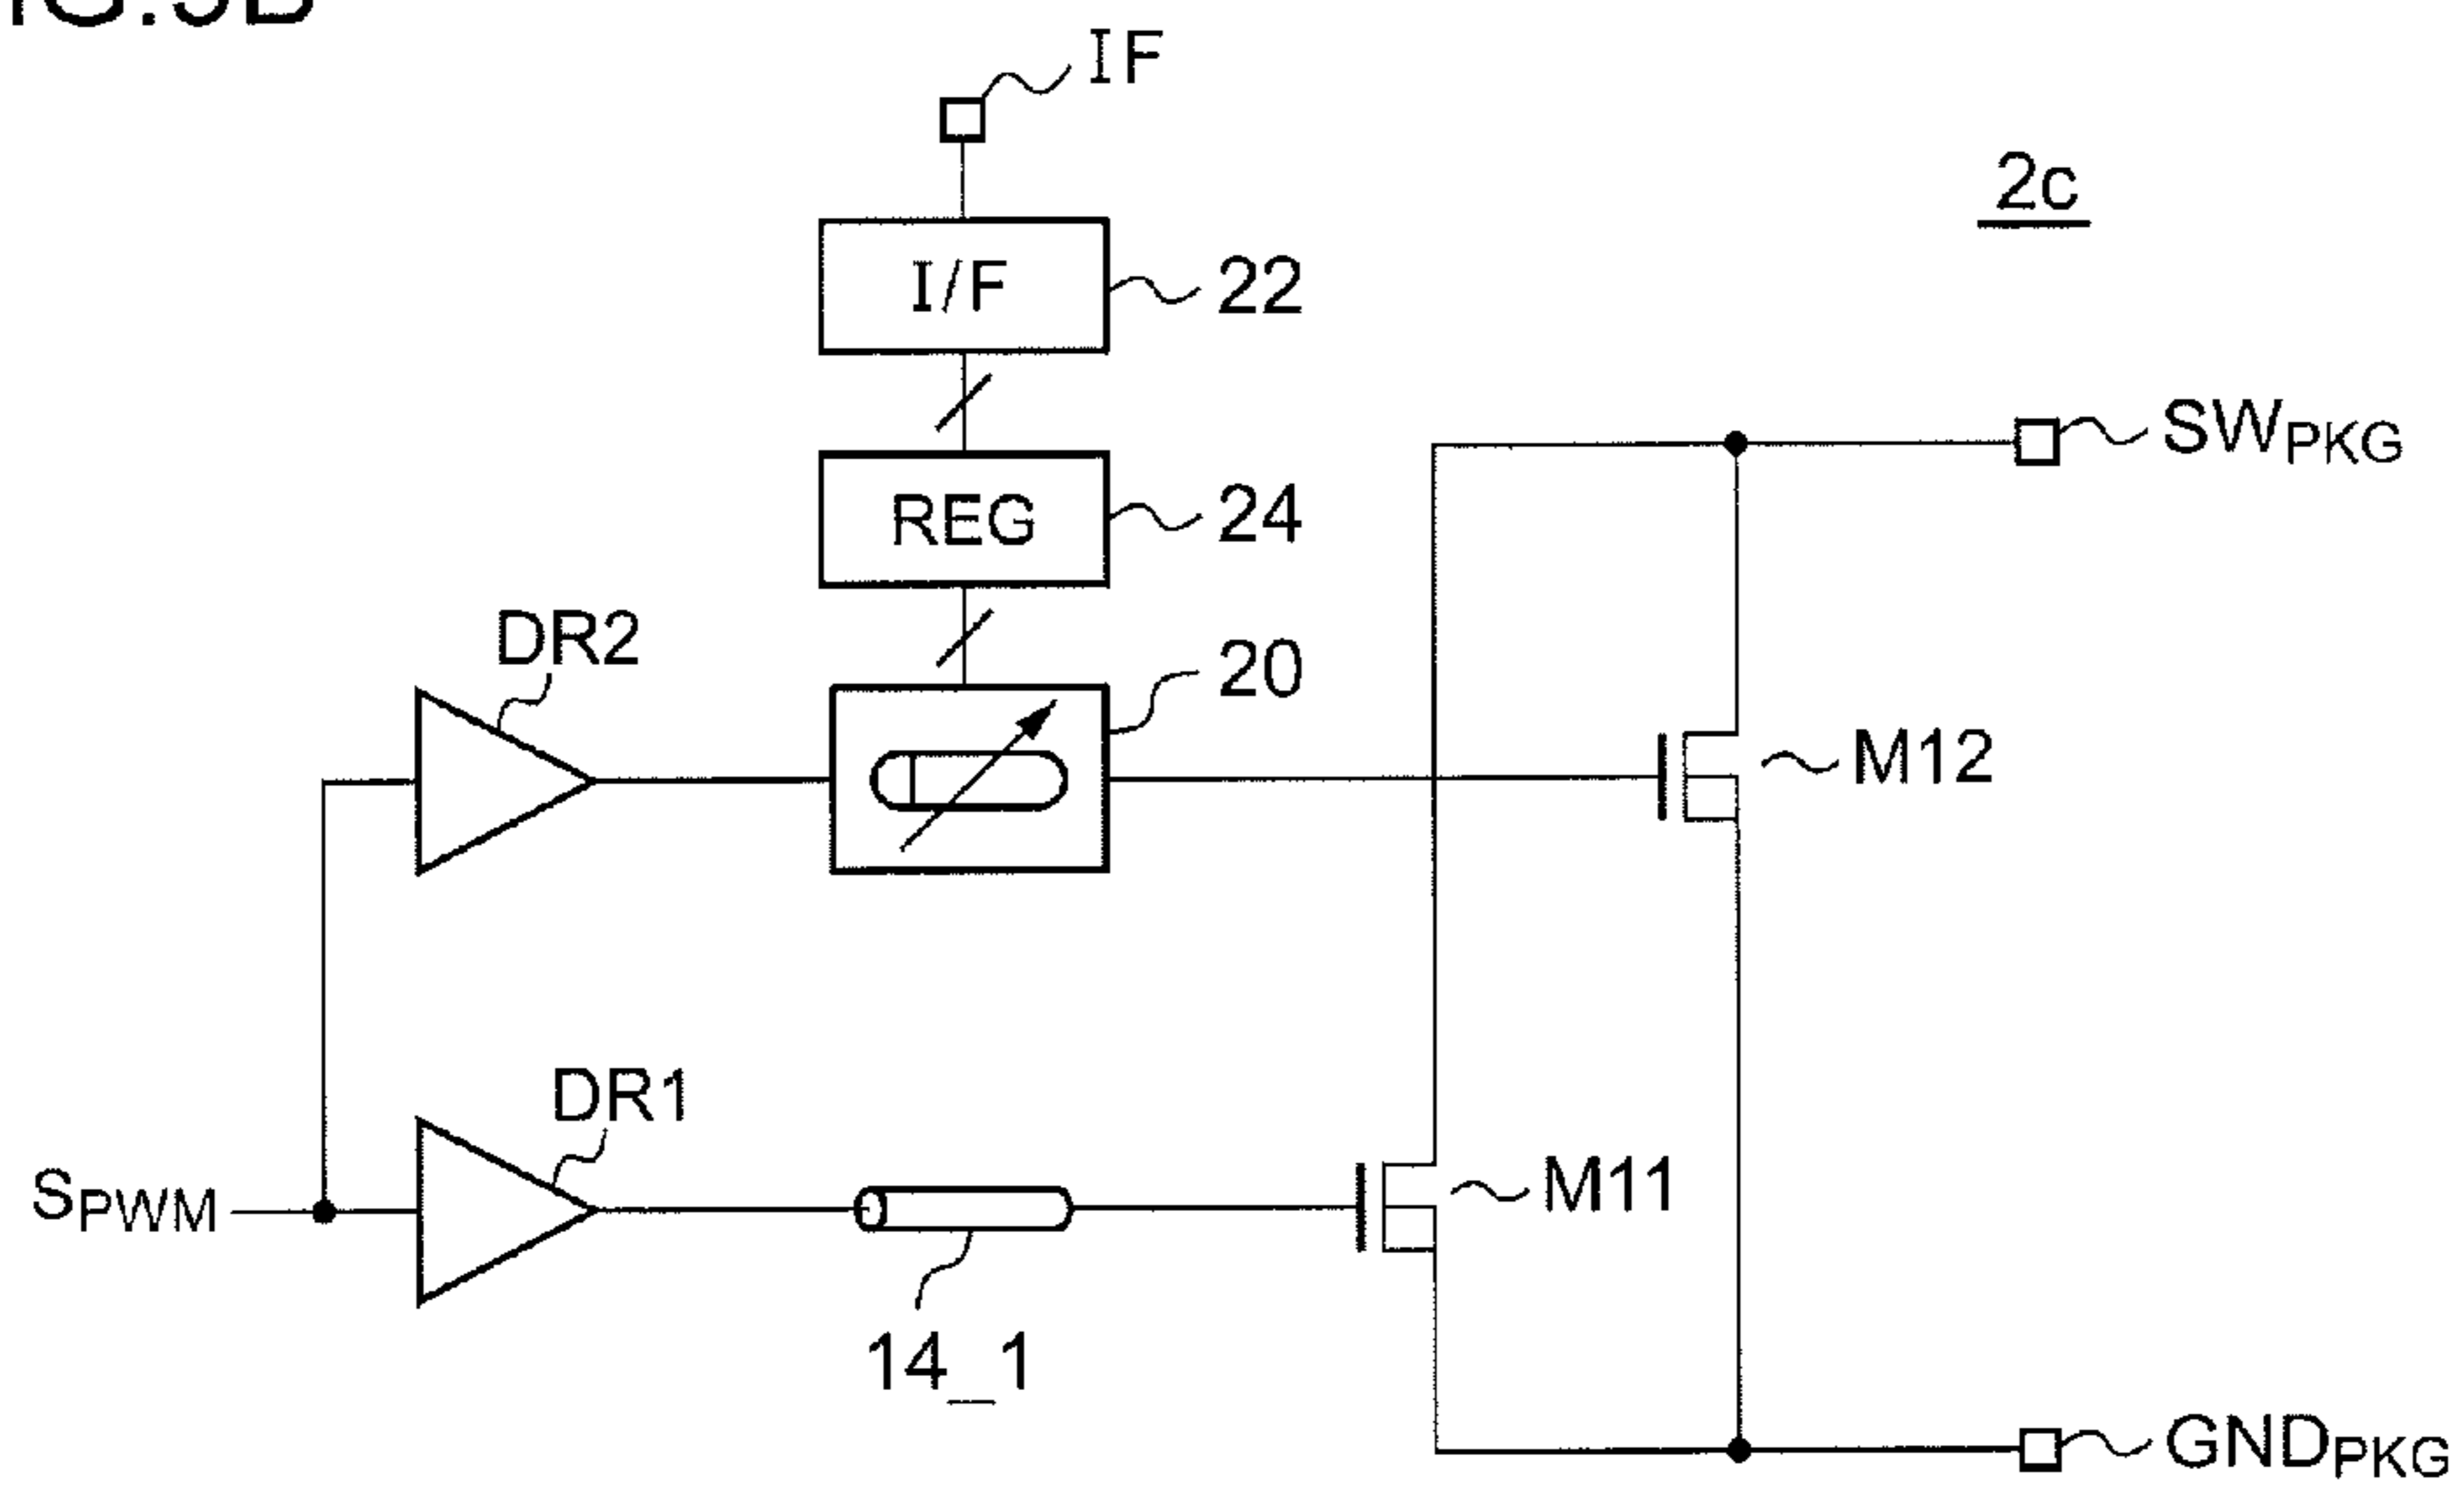 IF
2c
I/F
22
SWPKG
REG
24
DR2
20
M12
DR1
SPWM
M11
14_1
GNDPKG